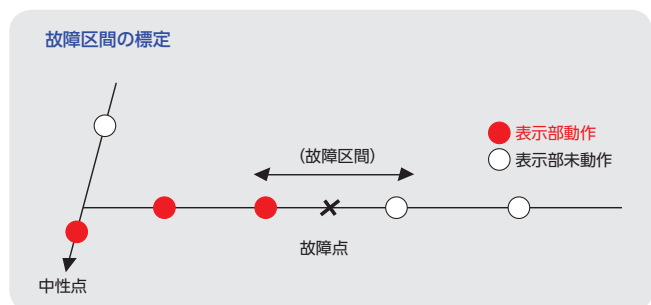 故障区間の標定
表示部動作
(故障区間)
表示部未動作
故障点
中性点